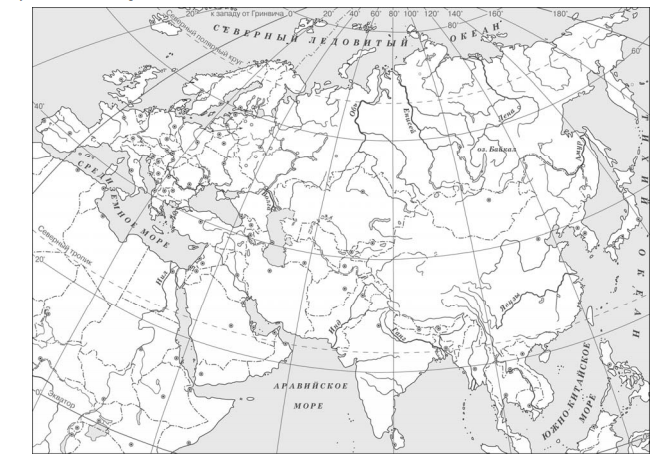 20° к западу от Гринвича 0° 20° 40° 60° 80° 100° 120° 140° 160° 180°
Северный полярный круг
СЕВЕРНЫЙ ЛЕДОВИТЫЙ ОКЕАН
80°
60°
40°
Обь
Енисей
Лена
оз. Байкал
Амур
ТИХИЙ ОКЕАН
СРЕДИЗЕМНОЕ МОРЕ
Северный тропик
20°
Нил
Инд
Ганг
Янцзы
АРАВИЙСКОЕ
МОРЕ
ЮЖНО-КИТАЙСКОЕ
МОРЕ
0°
Экватор